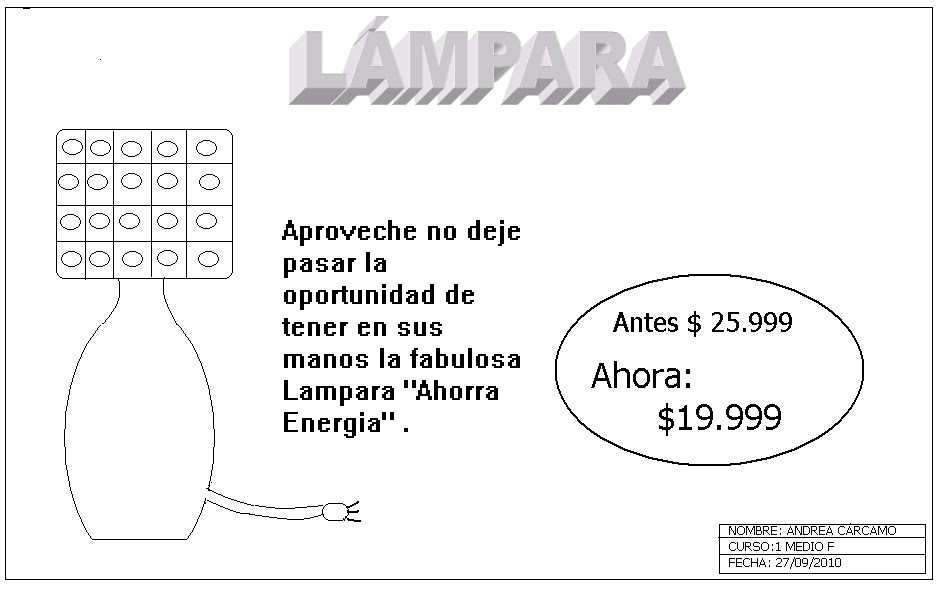 LÁMPARA
Aproveche no deje
pasar la
oportunidad de
tener en sus
manos la fabulosa
Lampara "Ahorra
Energia" .
Antes $ 25.999
Ahora:
$19.999
NOMBRE: ANDREA CÁRCAMO
CURSO:1 MEDIO F
FECHA: 27/09/2010